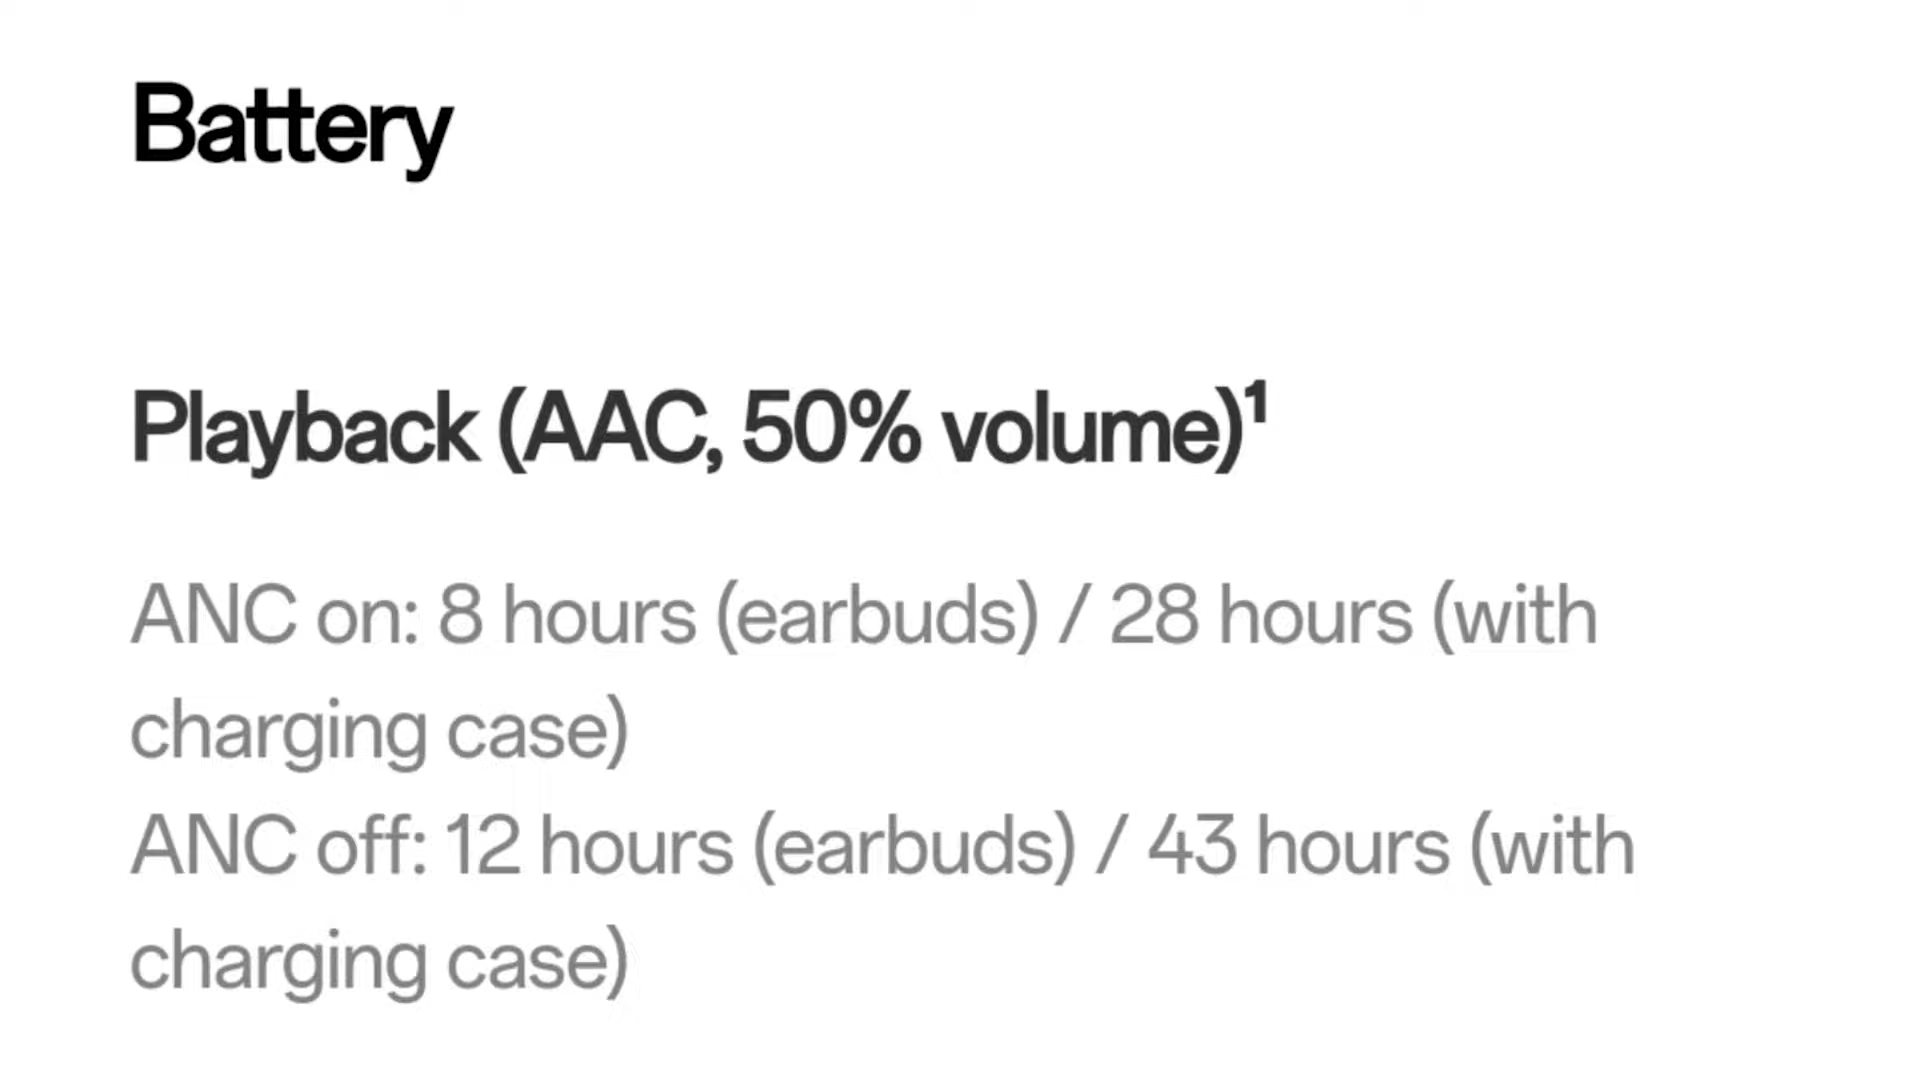 Battery
Playback (AAC, 50% volume)¹
ANC on: 8 hours (earbuds) / 28 hours (with
charging case)
ANC off: 12 hours (earbuds) / 43 hours (with
charging case)